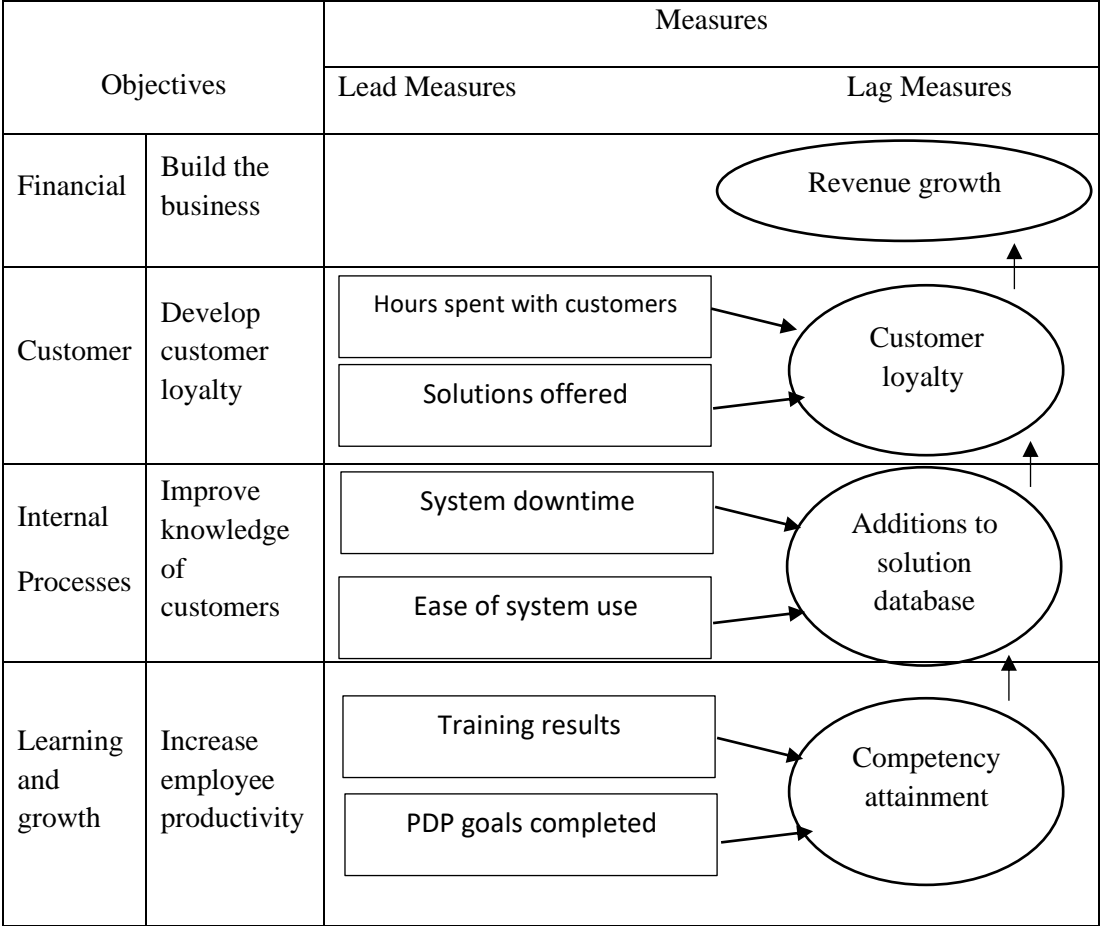 Measures
Objectives
Lead Measures
Lag Measures
Financial
Build the
business
Revenue growth
Customer
Develop
customer
loyalty
Hours spent with customers
Solutions offered
Customer
loyalty
Internal
Processes
Improve
knowledge
of
customers
System downtime
Ease of system use
Additions to
solution
database
Learning
and
growth
Increase
employee
productivity
Training results
PDP goals completed
Competency
attainment